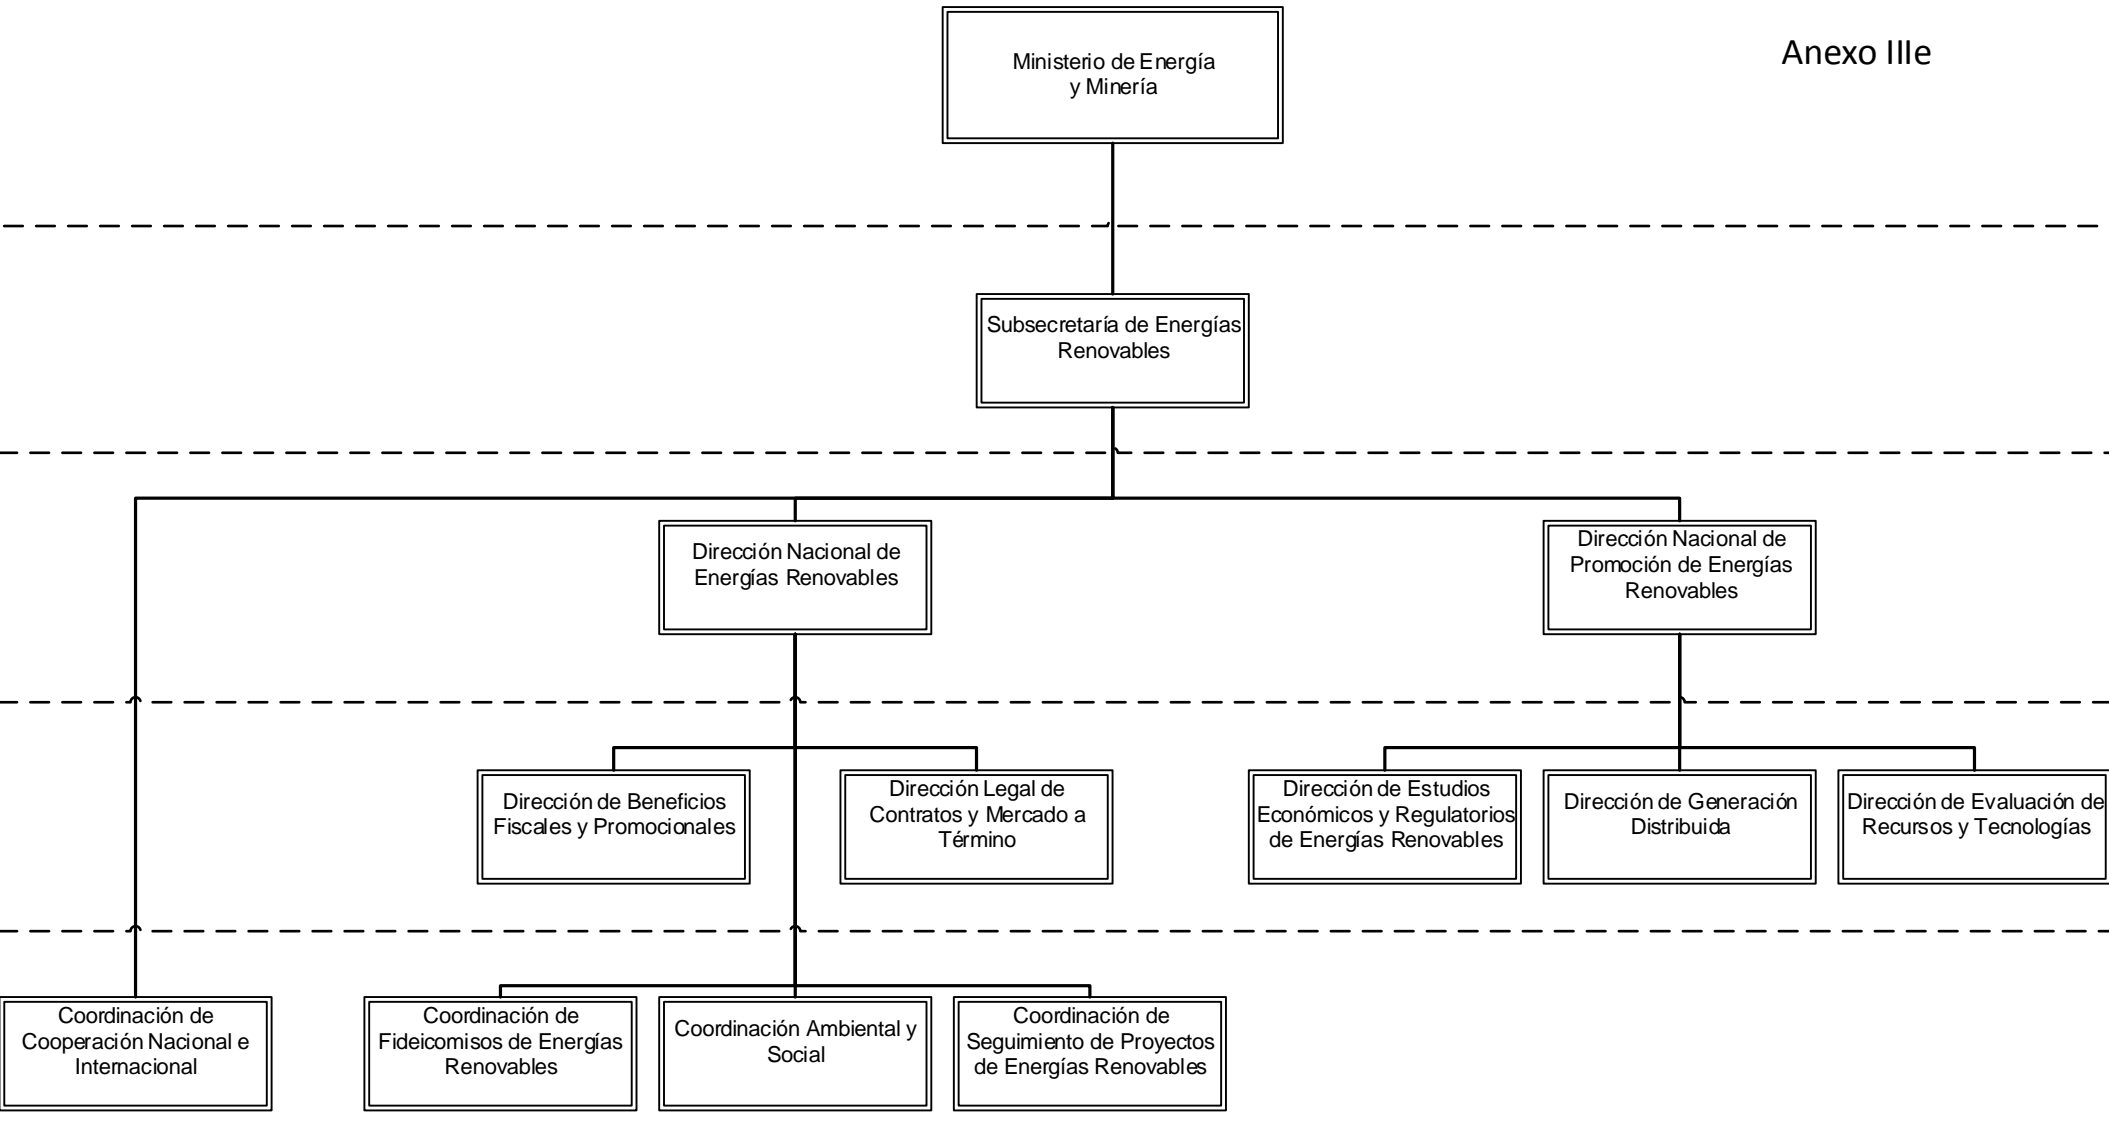 Anexo IIIe
Ministerio de Energía
y Minería
Subsecretaría de Energías
Renovables
Dirección Nacional de
Energías Renovables
Dirección Nacional de
Promoción de Energías
Renovables
Dirección de Beneficios
Fiscales y Promocionales
Dirección Legal de
Contratos y Mercado a
Término
Dirección de Estudios
Económicos y Regulatorios
de Energías Renovables
Dirección de Generación
Distribuida
Dirección de Evaluación de
Recursos y Tecnologías
Coordinación de
Cooperación Nacional e
Internacional
Coordinación de
Fideicomisos de Energías
Renovables
Coordinación Ambiental y
Social
Coordinación de
Seguimiento de Proyectos
de Energías Renovables